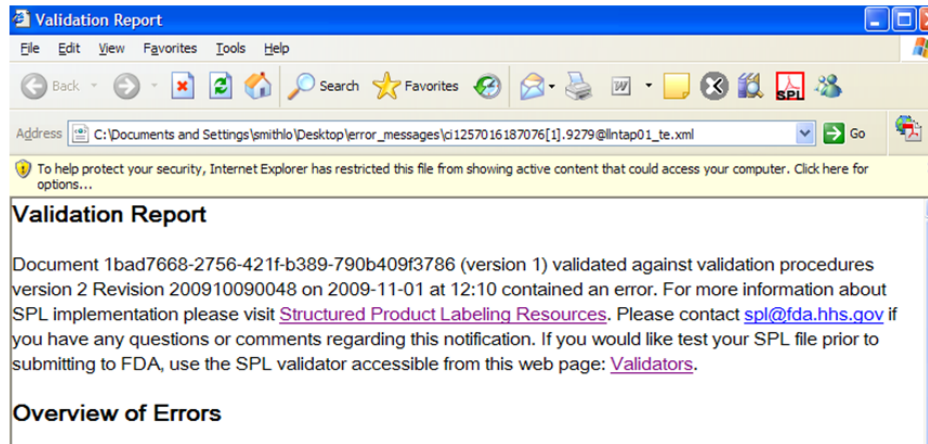 Validation Report
File Edit View Favorites Tools Help
Back Search Favorites SPL
Address C:\Documents and Settings\smithlo\Desktop\error_messages\ci1257016187076[1].9279@llntap01_te.xml Go
To help protect your security, Internet Explorer has restricted this file from showing active content that could access your computer. Click here for
options...
Validation Report
Document 1bad7668-2756-421f-b389-790b409f3786 (version 1) validated against validation procedures
version 2 Revision 200910090048 on 2009-11-01 at 12:10 contained an error. For more information about
SPL implementation please visit Structured Product Labeling Resources. Please contact spl@fda.hhs.gov if
you have any questions or comments regarding this notification. If you would like test your SPL file prior to
submitting to FDA, use the SPL validator accessible from this web page: Validators.
Overview of Errors